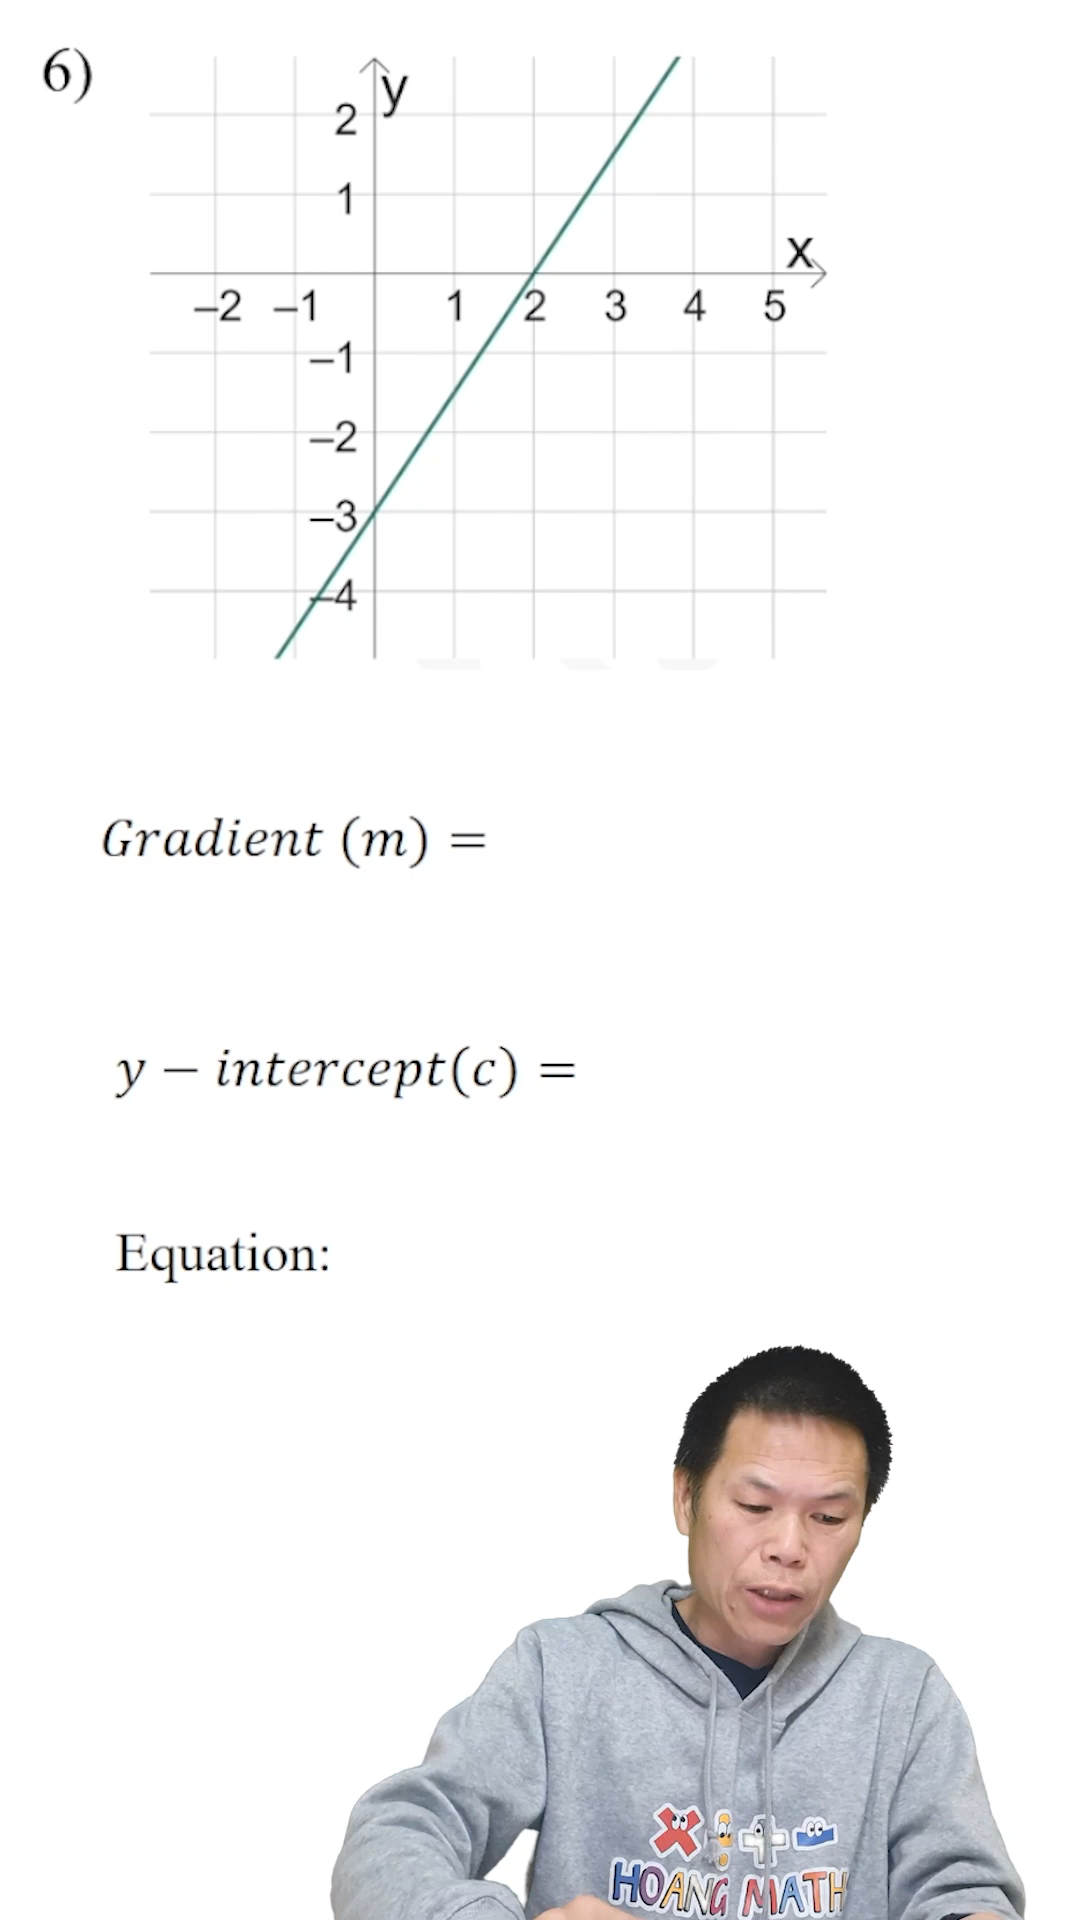 6)
y
2
1
x
–2 –1 1 2 3 4 5
–1
–2
–3
–4
Gradient (m) =
y − intercept(c) =
Equation:
HOANG MATH